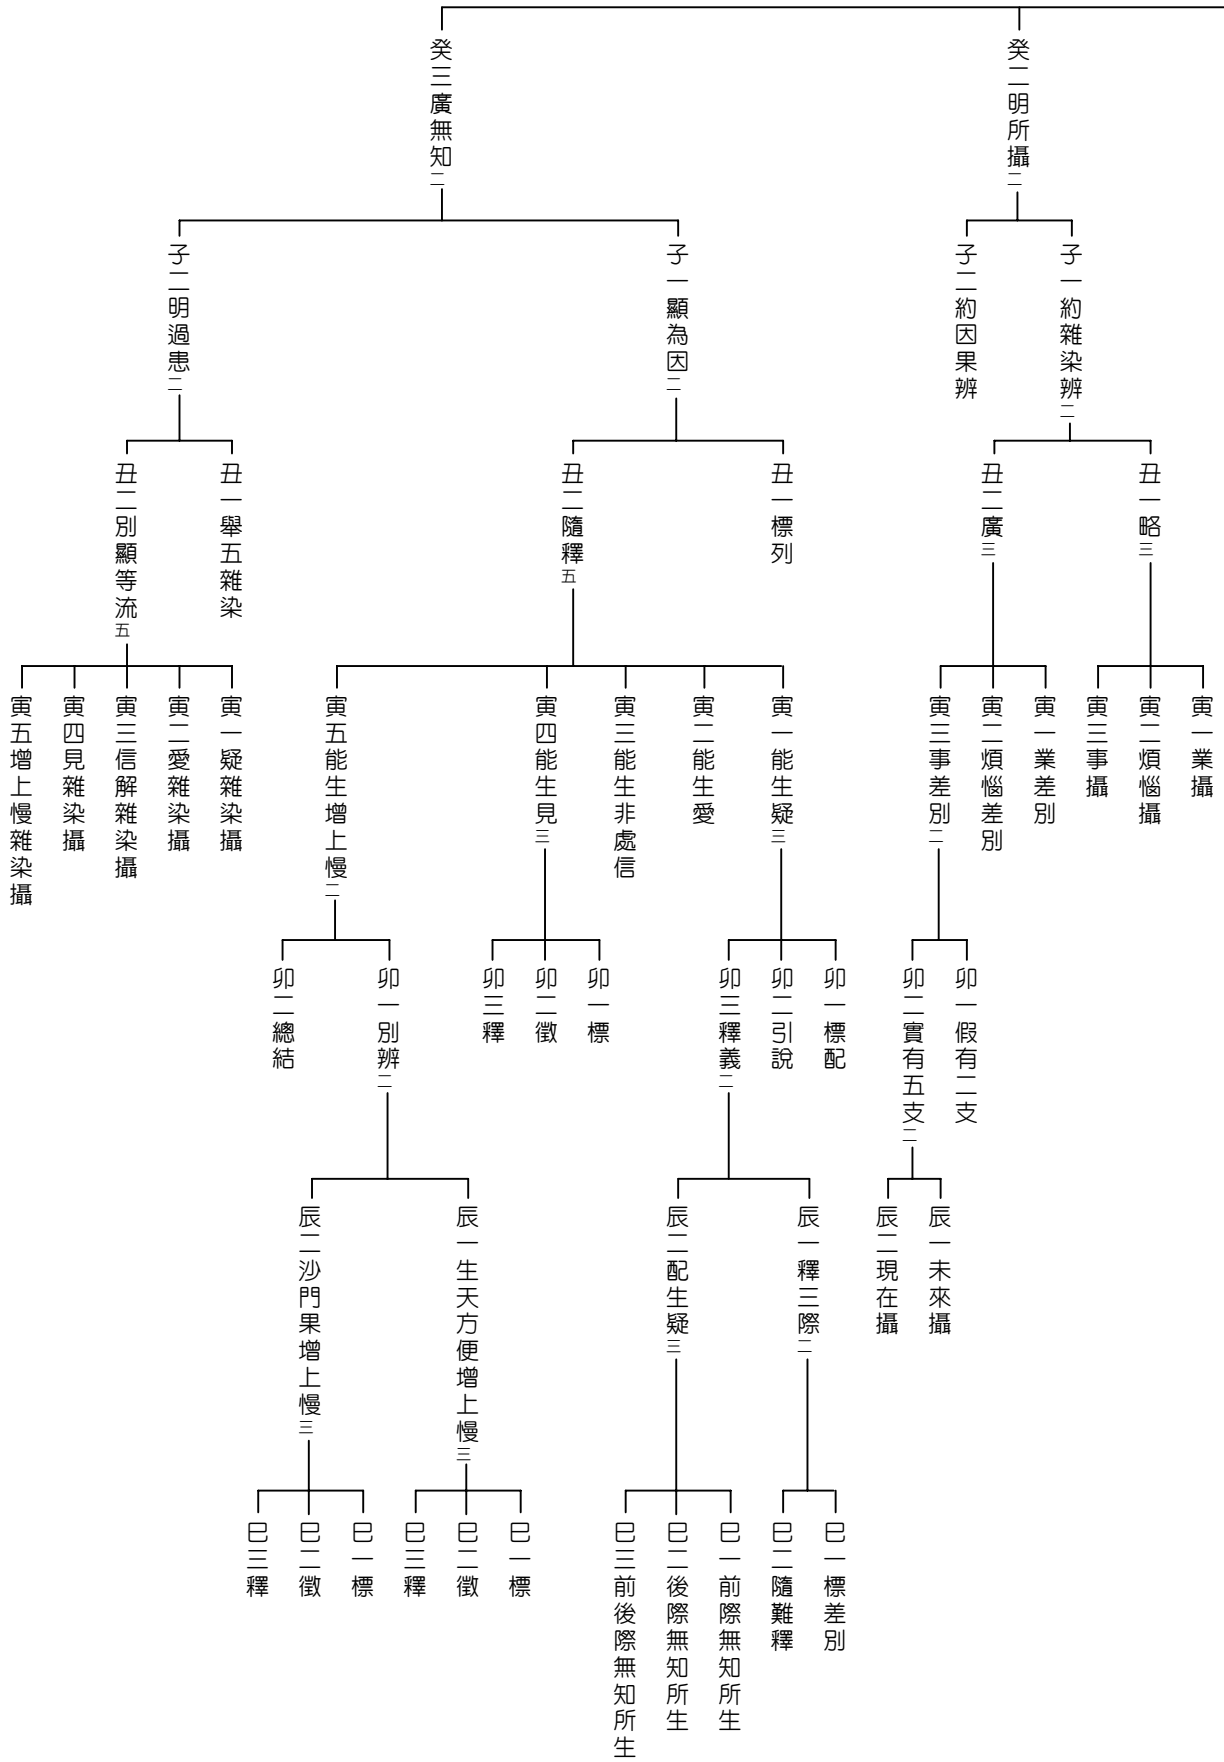 癸二明所攝二
癸三廣無知二
子一約雜染辨二
子二約因果辨
子一顯為因二
子二明過患二
丑一略三
丑二廣三
丑一標列
丑二隨釋五
丑一舉五雜染
丑二別顯等流五
寅一業攝
寅二煩惱攝
寅三事攝
寅一業差別
寅二煩惱差別
寅三事差別二
寅一能生疑三
寅二能生愛
寅三能生非處信
寅四能生見三
寅五能生增上慢二
寅一疑雜染攝
寅二愛雜染攝
寅三信解雜染攝
寅四見雜染攝
寅五增上慢雜染攝
卯一假有二支
卯二實有五支二
卯一標配
卯二引說
卯三釋義二
卯一標
卯二徵
卯三釋
卯一別辨二
卯二總結
辰一未來攝
辰二現在攝
辰一釋三際二
辰二配生疑三
辰一生天方便增上慢三
辰二沙門果增上慢三
巳一標差別
巳二隨難釋
巳一前際無知所生
巳二後際無知所生
巳三前後際無知所生
巳一標
巳二徵
巳三釋
巳一標
巳二徵
巳三釋